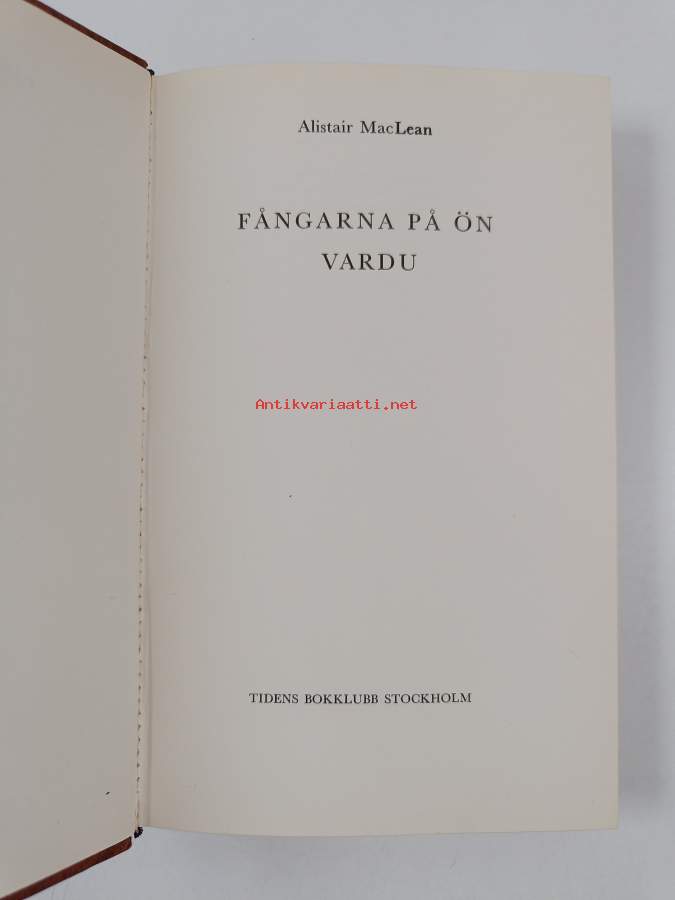 Alistair MacLean
FÅNGARNA PÅ ÖN
VARDU
Antikvariaatti.net
TIDENS BOKKLUBB STOCKHOLM